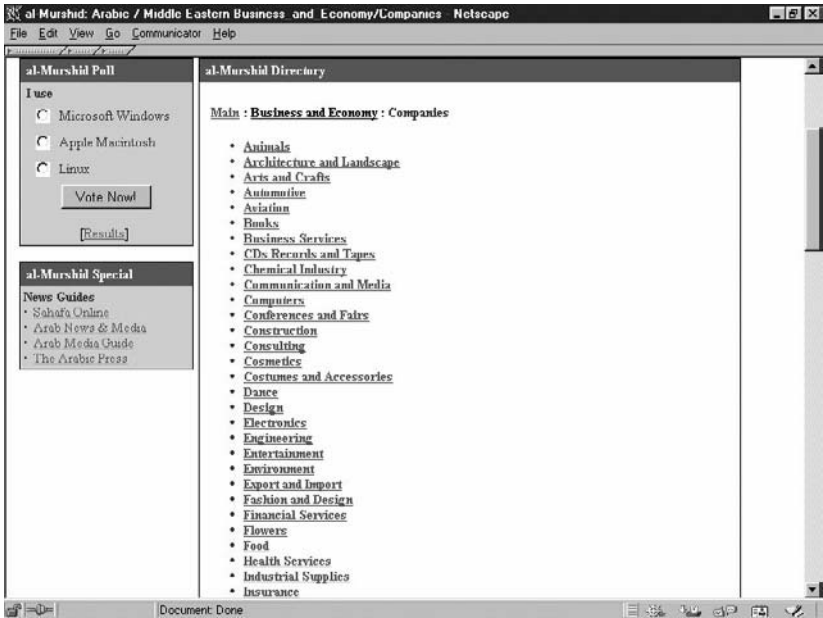 al-Murshid: Arabic / Middle Eastern Business_and_Economy/Companies - Netscape
File Edit View Go Communicator Help
al-Murshid Poll
I use
Microsoft Windows
Apple Macintosh
Linux
Vote Now!
[Results]
al-Murshid Special
News Guides
• Sahafa Online
• Arab News & Media
• Arab Media Guide
• The Arabic Press
al-Murshid Directory
Main : Business and Economy : Companies
• Animals
• Architecture and Landscape
• Arts and Crafts
• Automotive
• Aviation
• Books
• Business Services
• CDs Records and Tapes
• Chemical Industry
• Communication and Media
• Computers
• Conferences and Fairs
• Construction
• Consulting
• Cosmetics
• Costumes and Accessories
• Dance
• Design
• Electronics
• Engineering
• Entertainment
• Environment
• Export and Import
• Fashion and Design
• Financial Services
• Flowers
• Food
• Health Services
• Industrial Supplies
• Insurance
Document: Done